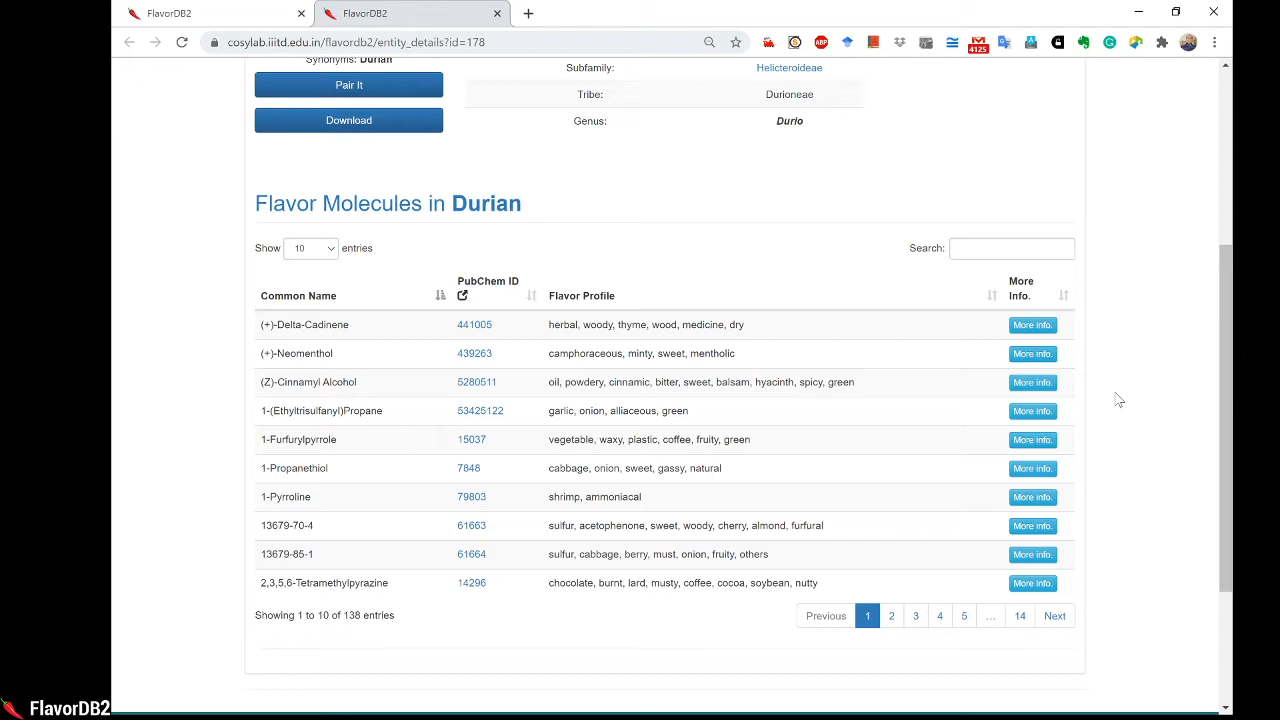 FlavorDB2
FlavorDB2
cosylab.iiitd.edu.in/flavordb2/entity_details?id=178
ABP
4125
Synonyms: Durian
Pair It
Download
Subfamily: Helicteroideae
Tribe: Durioneae
Genus: Durio
Flavor Molecules in Durian
Show 10 entries
Search:
Common Name PubChem ID Flavor Profile More Info.
(+)-Delta-Cadinene 441005 herbal, woody, thyme, wood, medicine, dry More info.
(+)-Neomenthol 439263 camphoraceous, minty, sweet, mentholic More info.
(Z)-Cinnamyl Alcohol 5280511 oil, powdery, cinnamic, bitter, sweet, balsam, hyacinth, spicy, green More info.
1-(Ethyltrisulfanyl)Propane 53425122 garlic, onion, alliaceous, green More info.
1-Furfurylpyrrole 15037 vegetable, waxy, plastic, coffee, fruity, green More info.
1-Propanethiol 7848 cabbage, onion, sweet, gassy, natural More info.
1-Pyrroline 79803 shrimp, ammoniacal More info.
13679-70-4 61663 sulfur, acetophenone, sweet, woody, cherry, almond, furfural More info.
13679-85-1 61664 sulfur, cabbage, berry, must, onion, fruity, others More info.
2,3,5,6-Tetramethylpyrazine 14296 chocolate, burnt, lard, musty, coffee, cocoa, soybean, nutty More info.
Showing 1 to 10 of 138 entries
Previous 1 2 3 4 5 … 14 Next
FlavorDB2